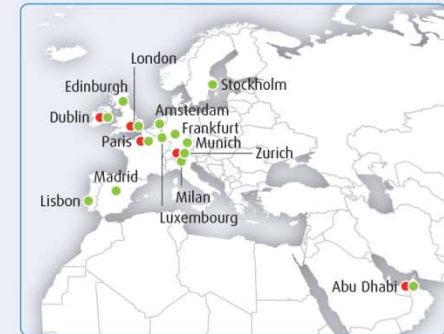 London
Edinburgh
Stockholm
Dublin
Amsterdam
Frankfurt
Paris
Munich
Zurich
Madrid
Milan
Lisbon
Luxembourg
Abu Dhabi